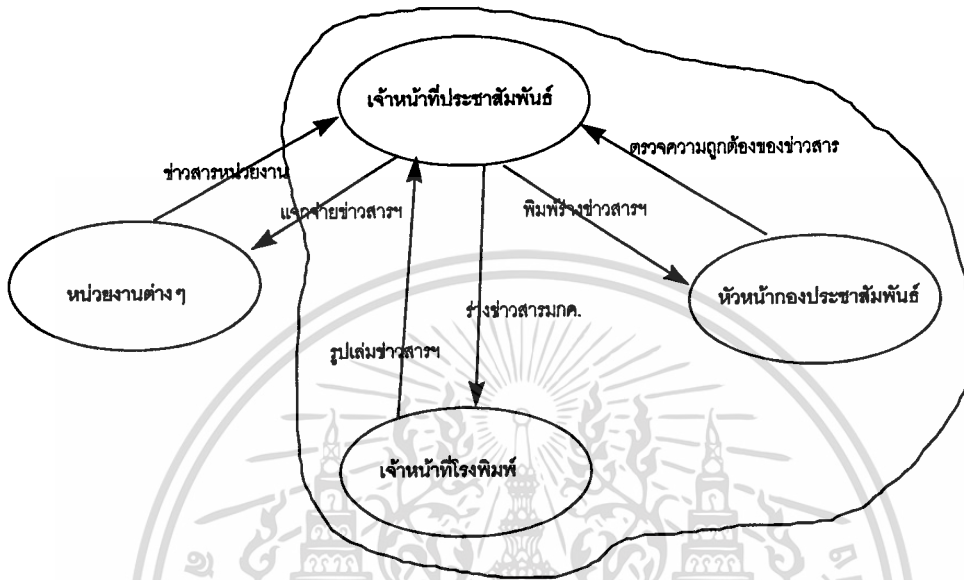 เจ้าหน้าที่ประชาสัมพันธ์
ตรวจความถูกต้องของข่าวสาร
ข่าวสารหน่วยงาน
แจกจ่ายข่าวสารฯ
พิมพ์ร่างข่าวสารฯ
หน่วยงานต่าง ๆ
หัวหน้ากองประชาสัมพันธ์
ร่างข่าวสารมกค.
รูปเล่มข่าวสารฯ
เจ้าหน้าที่โรงพิมพ์